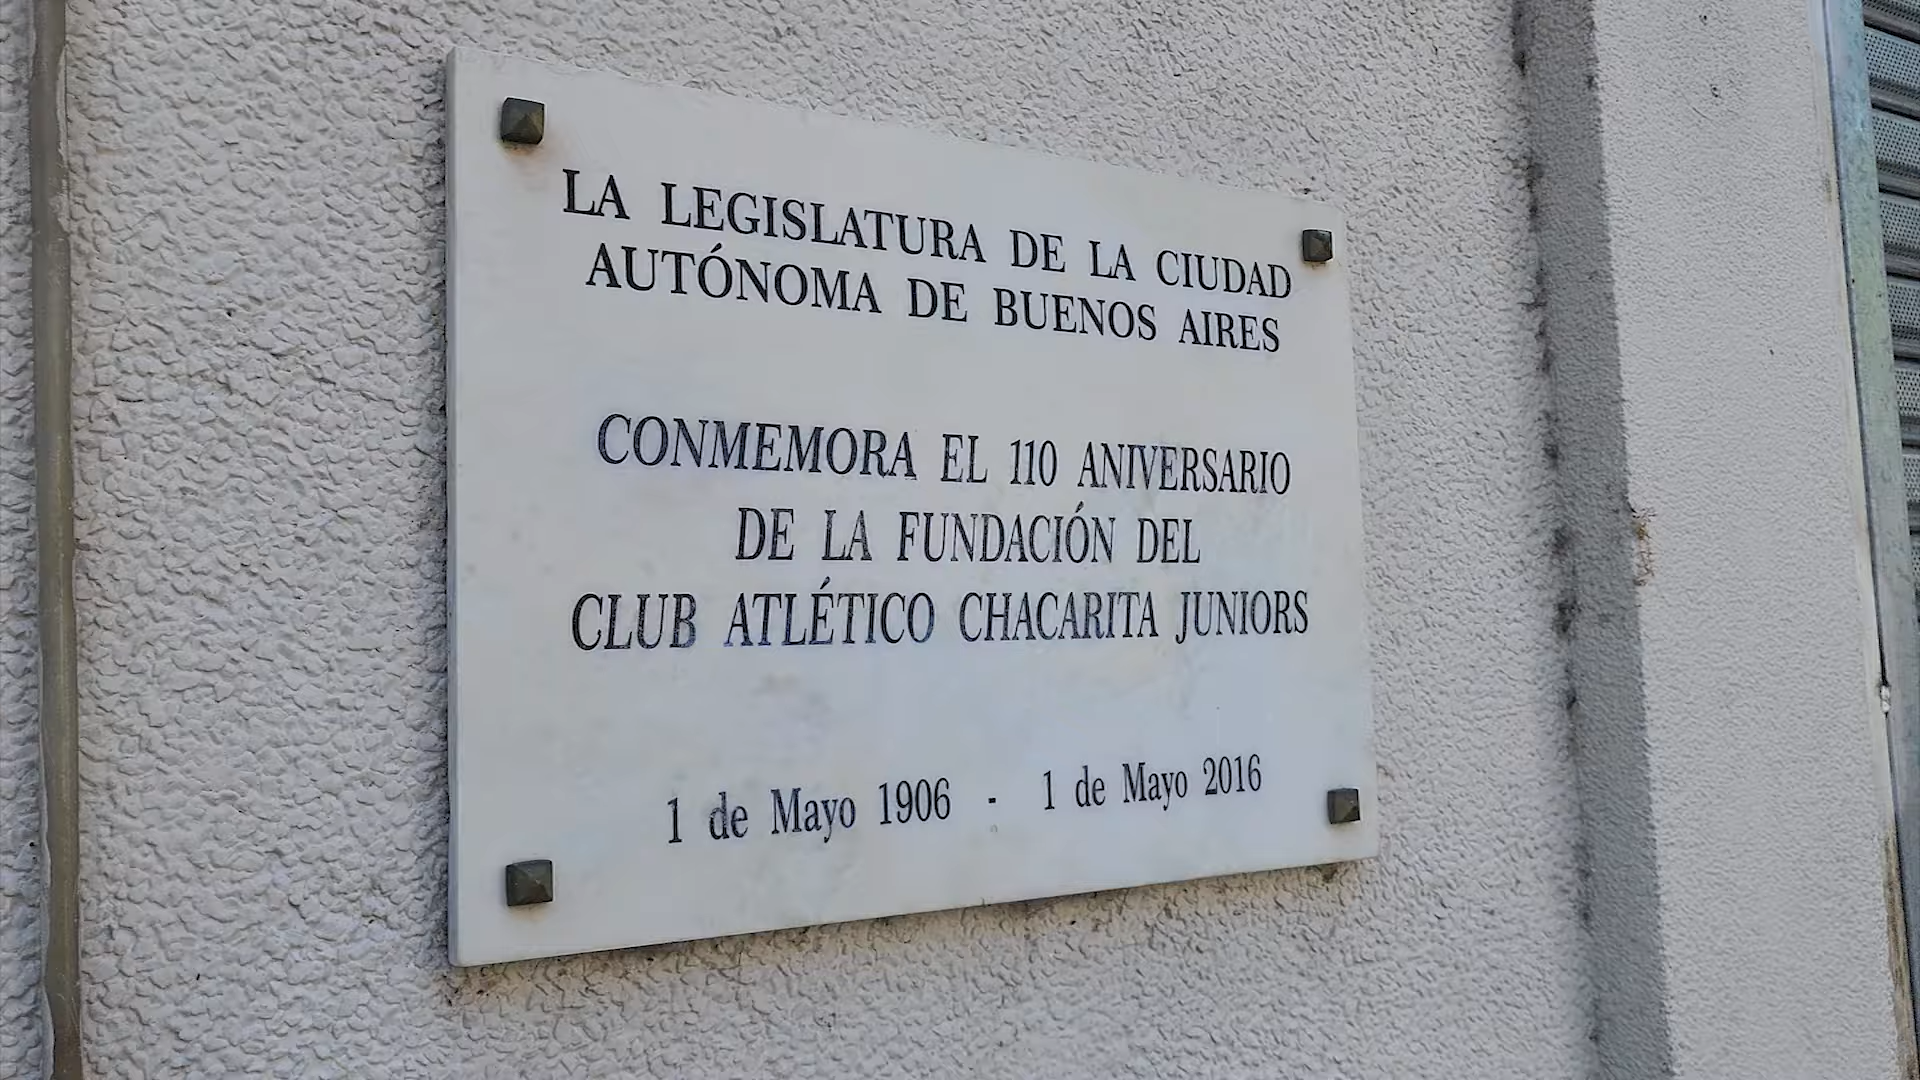 LA LEGISLATURA DE LA CIUDAD
AUTÓNOMA DE BUENOS AIRES
CONMEMORA EL 110 ANIVERSARIO
DE LA FUNDACIÓN DEL
CLUB ATLÉTICO CHACARITA JUNIORS
1 de Mayo 1906 - 1 de Mayo 2016